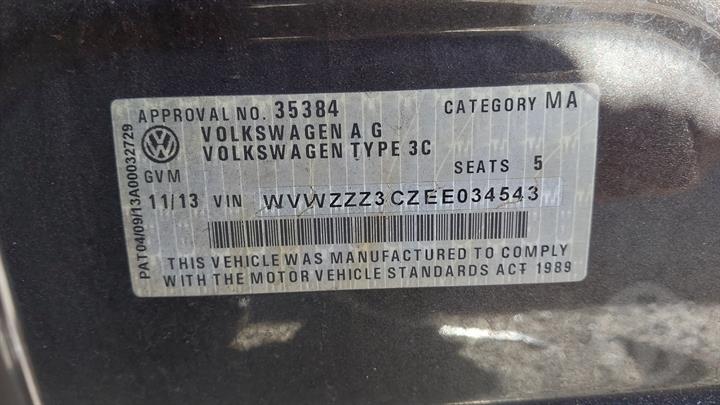 APPROVAL NO. 35384 CATEGORY MA
VOLKSWAGEN A G
VOLKSWAGEN TYPE 3C
GVM SEATS 5
11/13 VIN WVWZZZ3CZEE034543
THIS VEHICLE WAS MANUFACTURED TO COMPLY
WITH THE MOTOR VEHICLE STANDARDS ACT 1989
PAT04/09/13A00032729